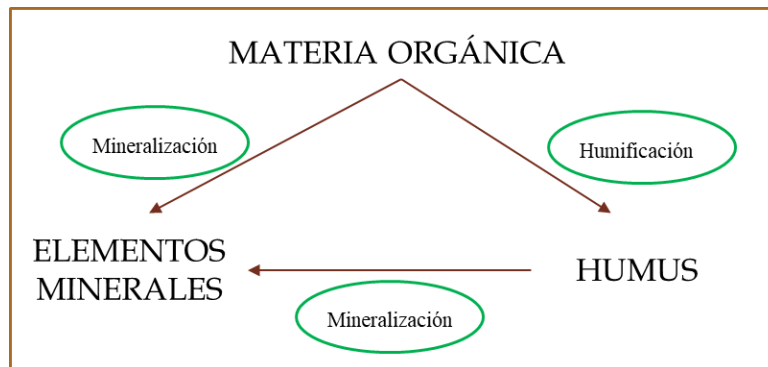 MATERIA ORGÁNICA
Mineralización
Humificación
ELEMENTOS
MINERALES
HUMUS
Mineralización